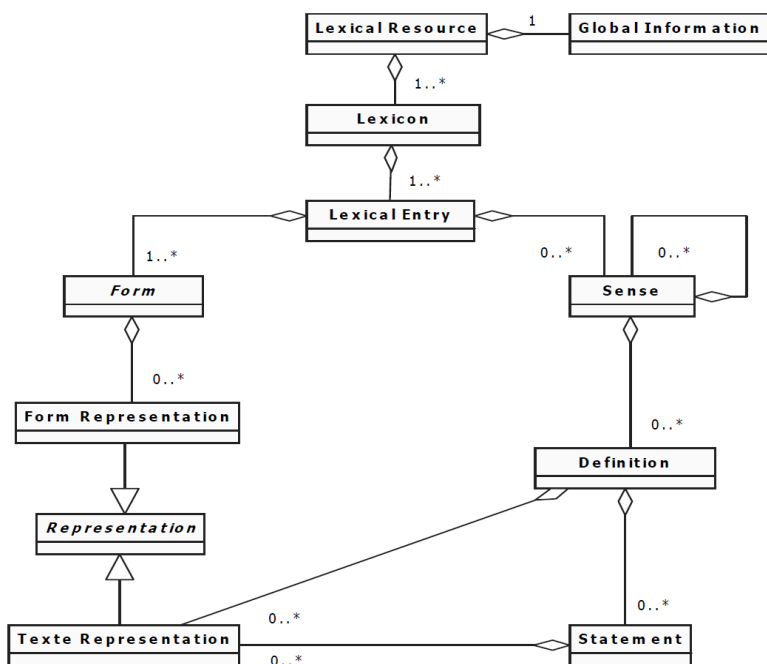 Lexical Resource
1
Global Information
1..*
Lexicon
1..*
Lexical Entry
1..*
0..*
0..*
Form
Sense
0..*
Form Representation
0..*
Definition
Representation
0..*
0..*
Texte Representation
Statement
0..*